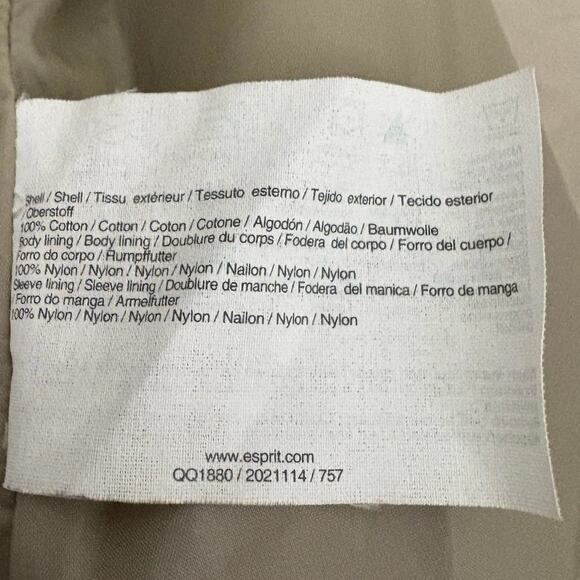 Shell / Shell / Tissu extérieur / Tessuto esterno / Tejido exterior / Tecido esterior
Oberstoff
100% Cotton / Cotton / Coton / Cotone / Algodón / Algodão / Baumwolle
Body lining / Body lining / Doublure du corps / Fodera del corpo / Forro del cuerpo /
Forro do corpo / Rumpffutter
100% Nylon / Nylon / Nylon / Nylon / Nailon / Nylon / Nylon
Sleeve lining / Sleeve lining / Doublure de manche / Fodera del manica / Forro de manga
/ Forro do manga / Armelfutter
100% Nylon / Nylon / Nylon / Nylon / Nailon / Nylon / Nylon
www.esprit.com
QQ1880 / 2021114 / 757